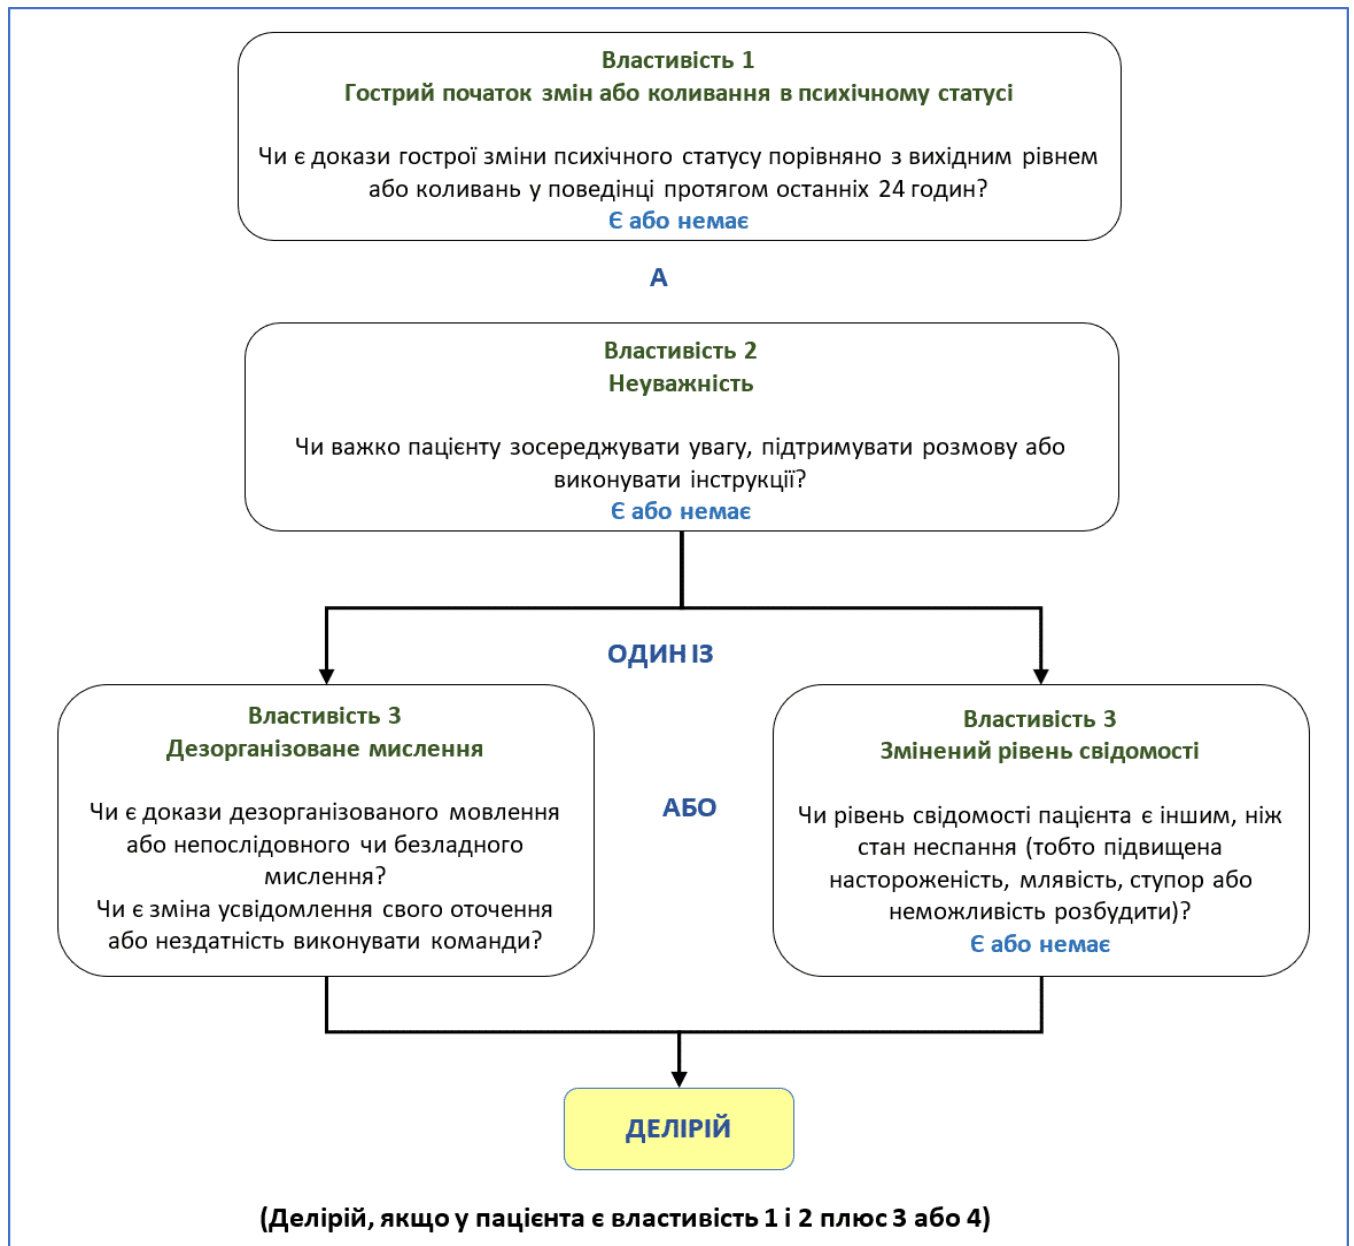 Властивість 1
Гострий початок змін або коливання в психічному статусі
Чи є докази гострої зміни психічного статусу порівняно з вихідним рівнем
або коливань у поведінці протягом останніх 24 годин?
Є або немає
А
Властивість 2
Неуважність
Чи важко пацієнту зосереджувати увагу, підтримувати розмову або
виконувати інструкції?
Є або немає
ОДИН ІЗ
Властивість 3
Дезорганізоване мислення
Чи є докази дезорганізованого мовлення
або непослідовного чи безладного
мислення?
Чи є зміна усвідомлення свого оточення
або нездатність виконувати команди?
АБО
Властивість 3
Змінений рівень свідомості
Чи рівень свідомості пацієнта є іншим, ніж
стан неспання (тобто підвищена
настороженість, млявість, ступор або
неможливість розбудити)?
Є або немає
ДЕЛІРІЙ
(Делірій, якщо у пацієнта є властивість 1 і 2 плюс 3 або 4)